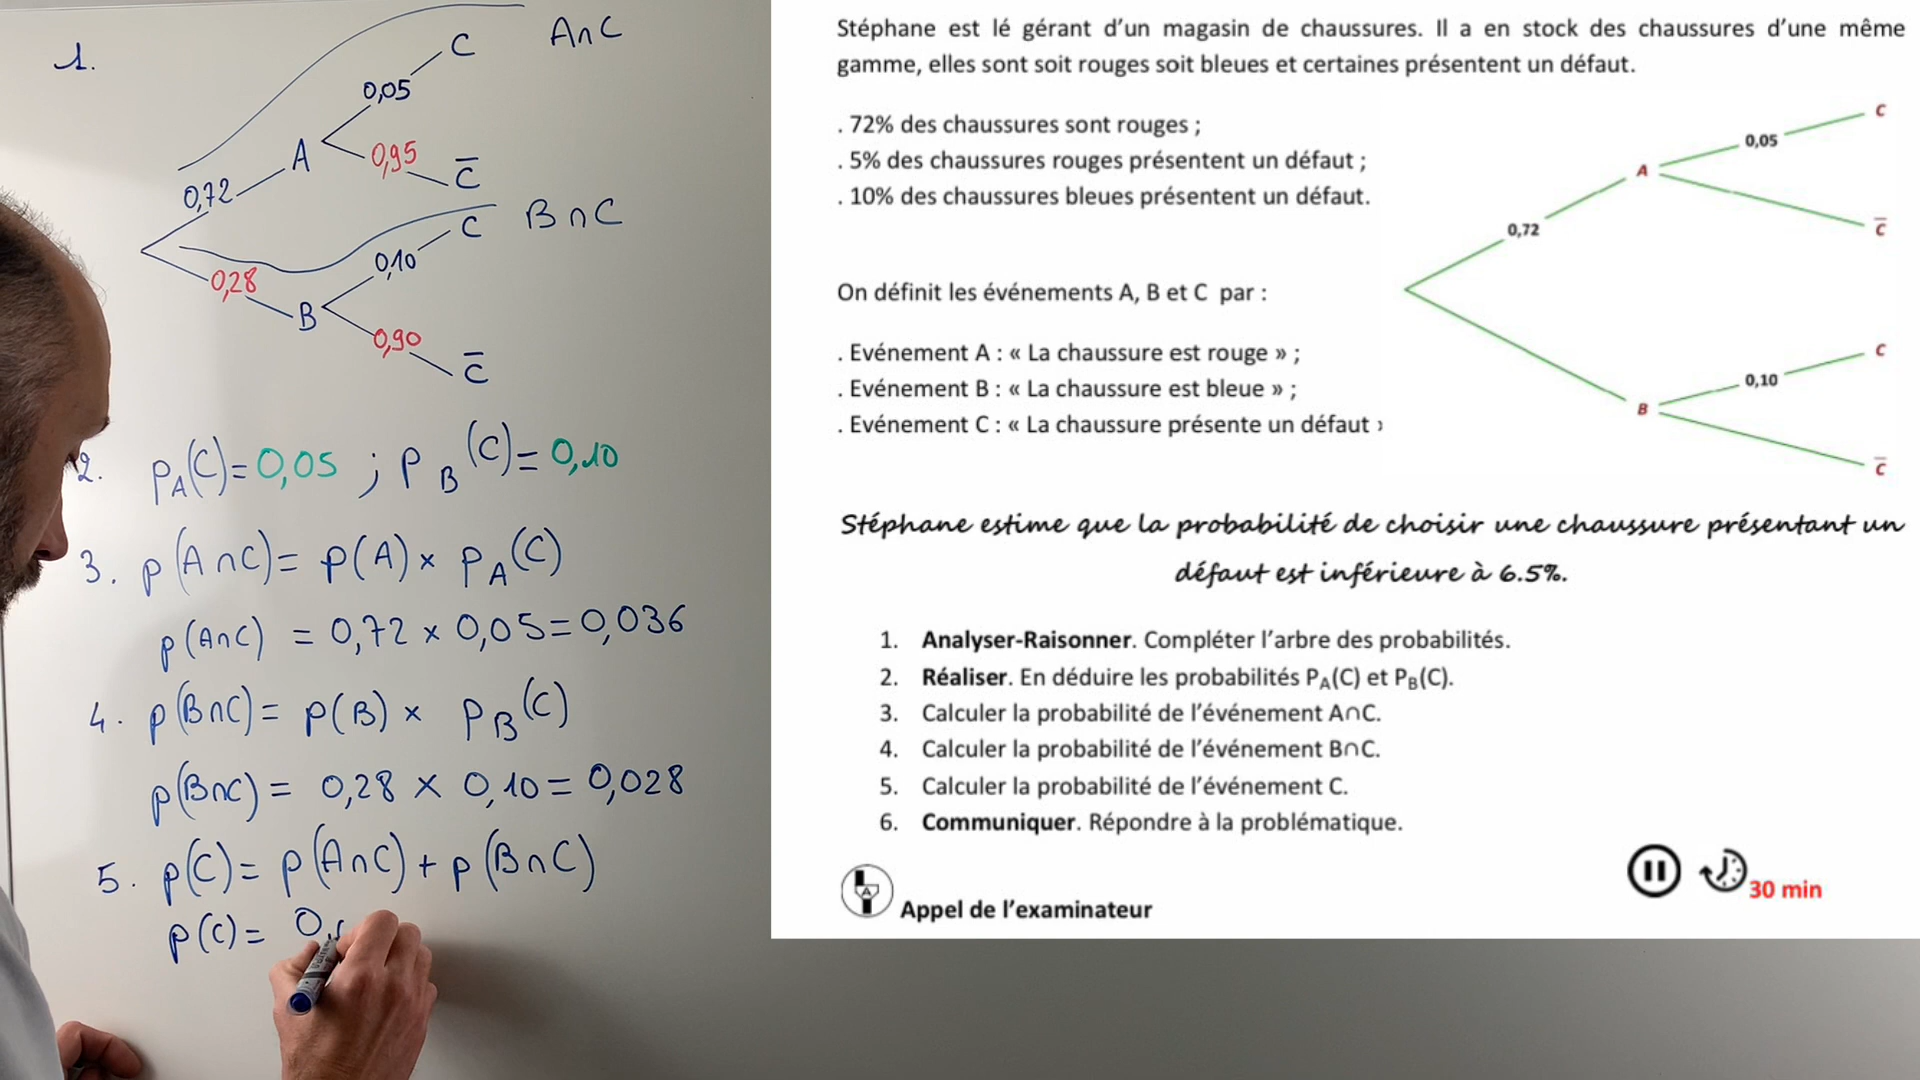 1.
C
A∩C
0,05
A
0,95
C̅
0,72
C
B∩C
0,10
0,28
B
0,90
C̅
2. p_A(C)=0,05 ; p_B(C)=0,10
3. p(A∩C)= p(A)× p_A(C)
p(A∩C) = 0,72 × 0,05=0,036
4. p(B∩C)= p(B)× p_B(C)
p(B∩C)= 0,28 × 0,10=0,028
5. p(C)= p(A∩C)+p(B∩C)
p(C)= 0,
Stéphane est lé gérant d'un magasin de chaussures. Il a en stock des chaussures d'une même
gamme, elles sont soit rouges soit bleues et certaines présentent un défaut.
. 72% des chaussures sont rouges ;
. 5% des chaussures rouges présentent un défaut ;
. 10% des chaussures bleues présentent un défaut.
On définit les événements A, B et C par :
. Evénement A : « La chaussure est rouge » ;
. Evénement B : « La chaussure est bleue » ;
. Evénement C : « La chaussure présente un défaut ›
C
0,05
A
C̅
0,72
C
0,10
B
C̅
Stéphane estime que la probabilité de choisir une chaussure présentant un
défaut est inférieure à 6.5%.
1. Analyser-Raisonner. Compléter l'arbre des probabilités.
2. Réaliser. En déduire les probabilités P_A(C) et P_B(C).
3. Calculer la probabilité de l'événement A∩C.
4. Calculer la probabilité de l'événement B∩C.
5. Calculer la probabilité de l'événement C.
6. Communiquer. Répondre à la problématique.
30 min
A
Appel de l'examinateur